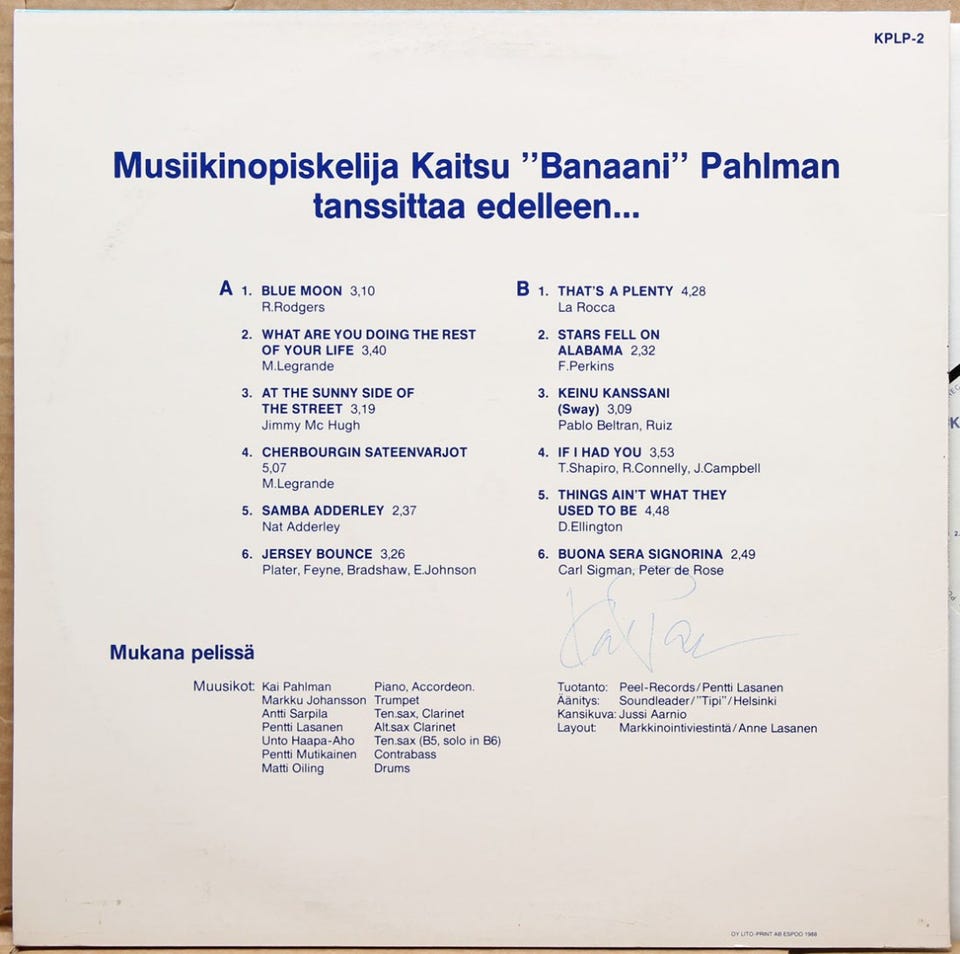 KPLP-2
Musiikinopiskelija Kaitsu ”Banaani” Pahlman
tanssittaa edelleen...
A 1. BLUE MOON 3,10
R.Rodgers
2. WHAT ARE YOU DOING THE REST
OF YOUR LIFE 3,40
M.Legrande
3. AT THE SUNNY SIDE OF
THE STREET 3,19
Jimmy Mc Hugh
4. CHERBOURGIN SATEENVARJOT
5,07
M.Legrande
5. SAMBA ADDERLEY 2,37
Nat Adderley
6. JERSEY BOUNCE 3,26
Plater, Feyne, Bradshaw, E.Johnson
B 1. THAT'S A PLENTY 4,28
La Rocca
2. STARS FELL ON
ALABAMA 2,32
F.Perkins
3. KEINU KANSSANI
(Sway) 3,09
Pablo Beltran, Ruiz
4. IF I HAD YOU 3,53
T.Shapiro, R.Connelly, J.Campbell
5. THINGS AIN'T WHAT THEY
USED TO BE 4,48
D.Ellington
6. BUONA SERA SIGNORINA 2,49
Carl Sigman, Peter de Rose
Mukana pelissä
Muusikot: Kai Pahlman Piano, Accordeon.
Markku Johansson Trumpet
Antti Sarpila Ten.sax, Clarinet
Pentti Lasanen Alt.sax Clarinet
Unto Haapa-Aho Ten.sax (B5, solo in B6)
Pentti Mutikainen Contrabass
Matti Oiling Drums
Tuotanto: Peel-Records/Pentti Lasanen
Äänitys: Soundleader/"Tipi"/Helsinki
Kansikuva: Jussi Aarnio
Layout: Markkinointiviestintä/Anne Lasanen
OY LITO-PRINT AB ESPOO 1988